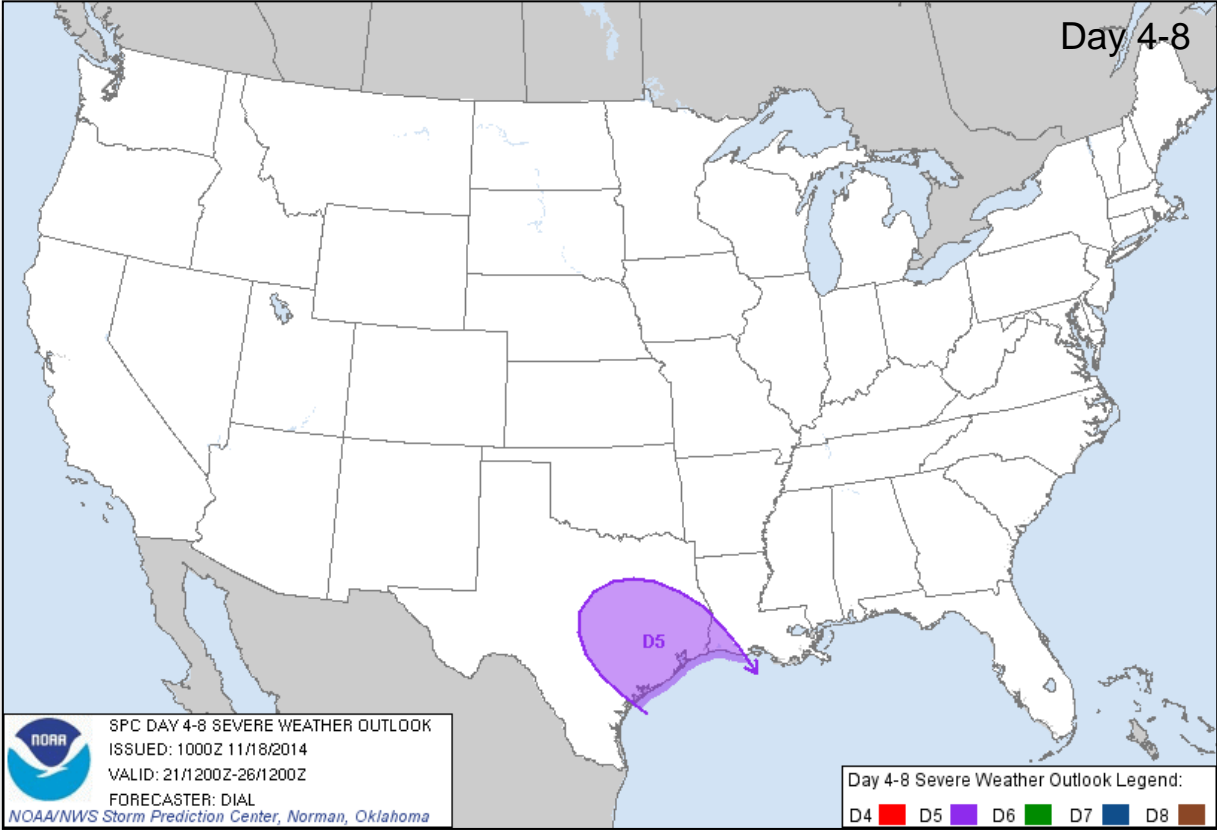 Day 4-8
D5
NOAA
SPC DAY 4-8 SEVERE WEATHER OUTLOOK
ISSUED: 1000Z 11/18/2014
VALID: 21/1200Z-26/1200Z
FORECASTER: DIAL
NOAA/NWS Storm Prediction Center, Norman, Oklahoma
Day 4-8 Severe Weather Outlook Legend:
D4 D5 D6 D7 D8